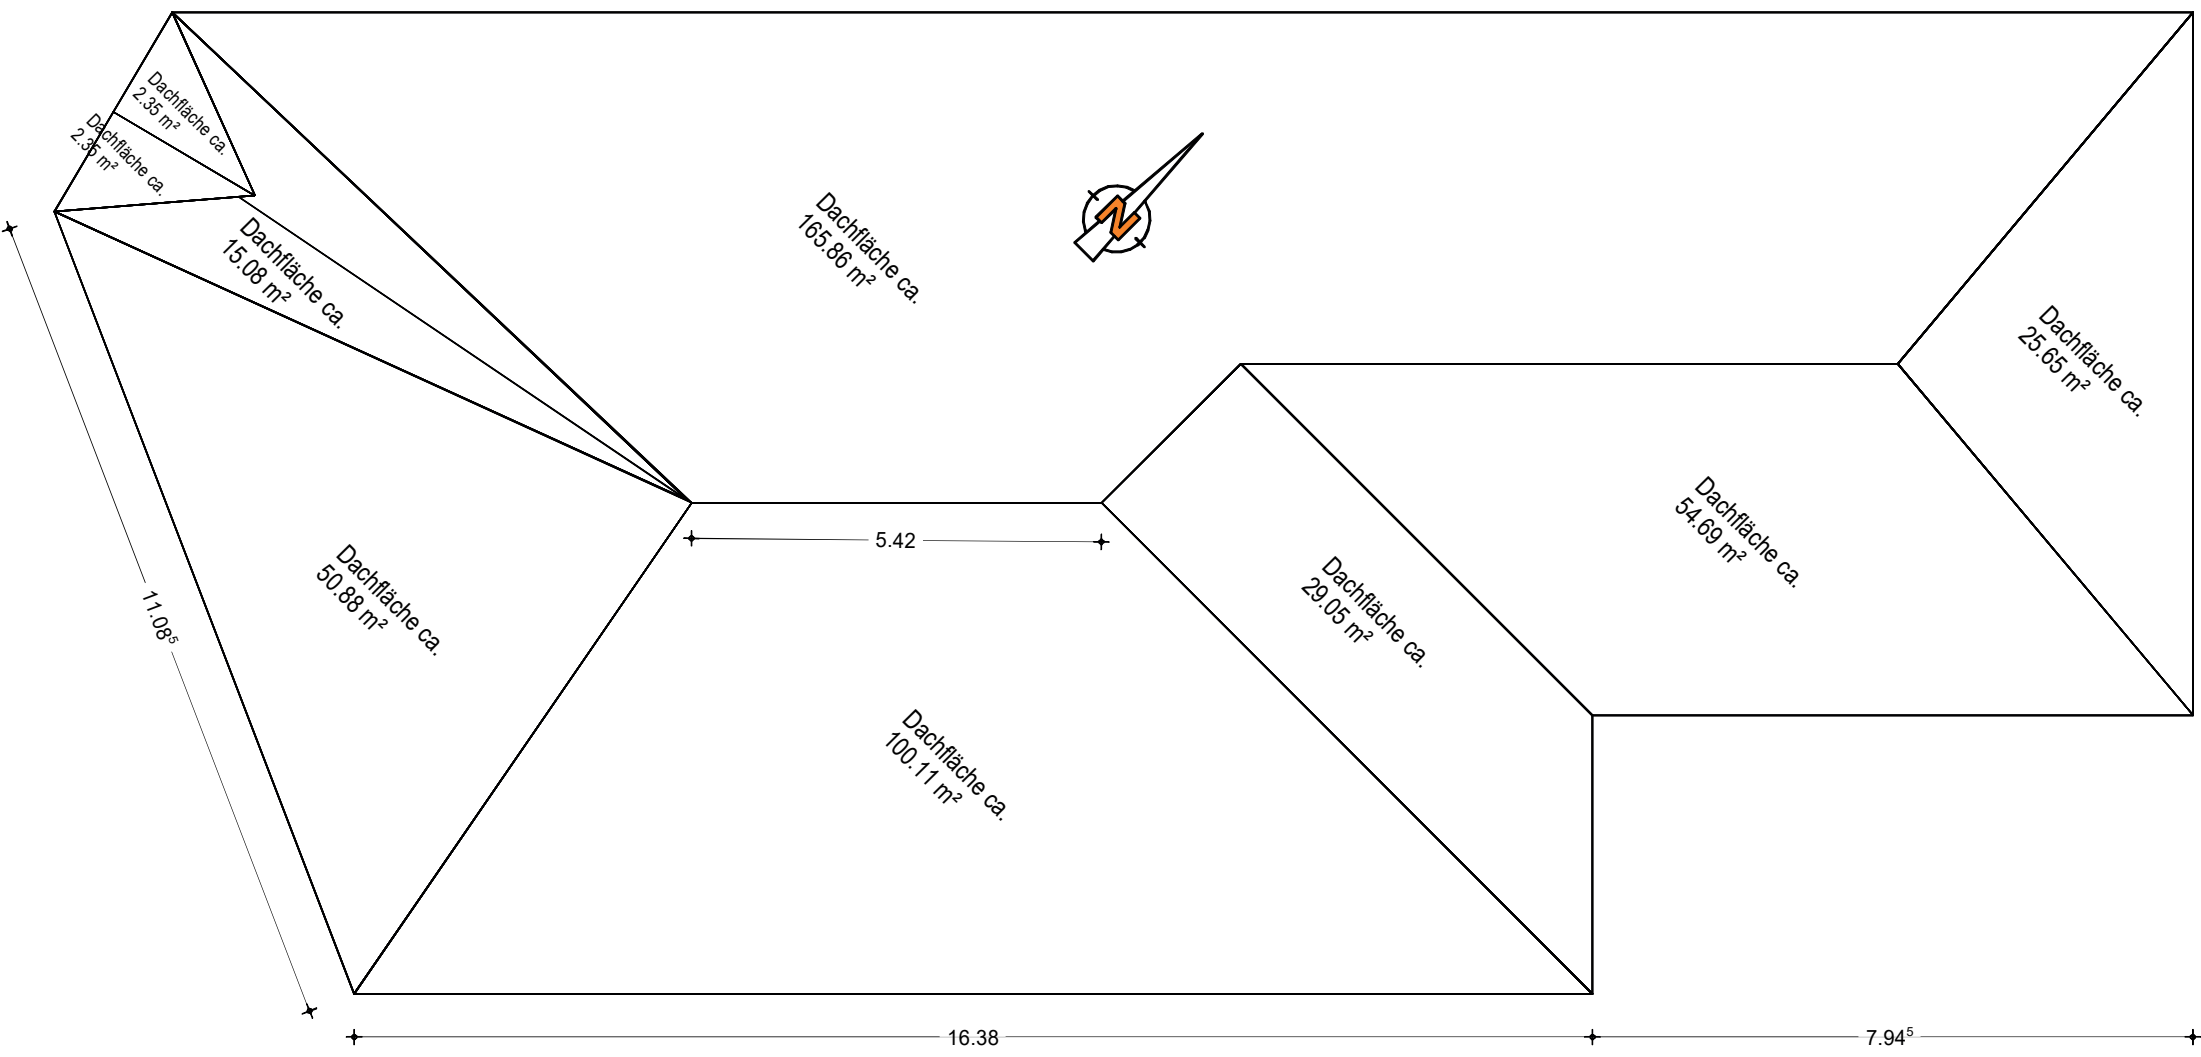 Dachfläche ca.
2.35 m²
Dachfläche ca.
2.35 m²
Dachfläche ca.
15.08 m²
Dachfläche ca.
165.86 m²
N
Dachfläche ca.
25.65 m²
Dachfläche ca.
54.69 m²
5.42
Dachfläche ca.
29.05 m²
Dachfläche ca.
50.88 m²
11.08⁵
Dachfläche ca.
100.11 m²
16.38
7.94⁵